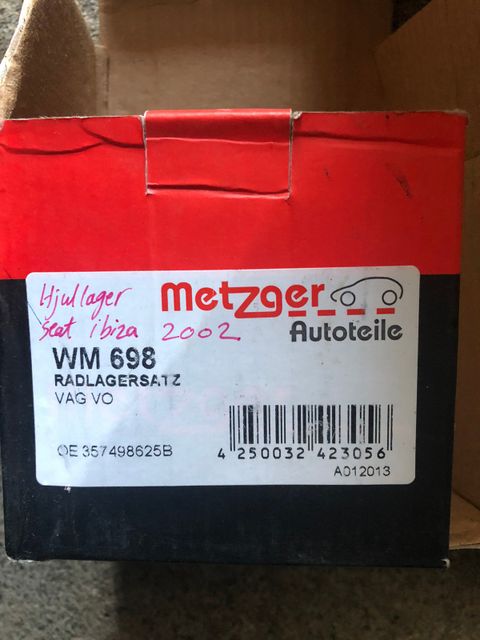 Hjullager
Seat ibiza 2002
metzger
Autoteile
WM 698
RADLAGERSATZ
VAG VO
OE 357498625B
4 250032 423056
A012013